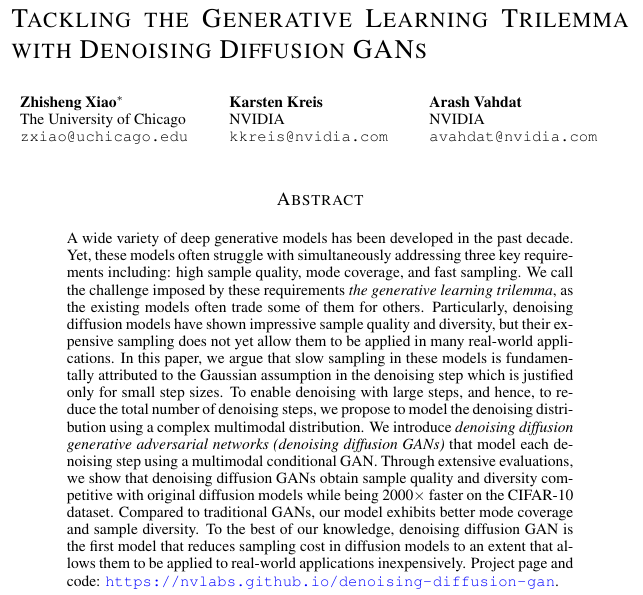 TACKLING THE GENERATIVE LEARNING TRILEMMA
WITH DENOISING DIFFUSION GANS
Zhisheng Xiao* Karsten Kreis Arash Vahdat
The University of Chicago NVIDIA NVIDIA
zxiao@uchicago.edu kkreis@nvidia.com avahdat@nvidia.com
ABSTRACT
A wide variety of deep generative models has been developed in the past decade.
Yet, these models often struggle with simultaneously addressing three key require-
ments including: high sample quality, mode coverage, and fast sampling. We call
the challenge imposed by these requirements the generative learning trilemma, as
the existing models often trade some of them for others. Particularly, denoising
diffusion models have shown impressive sample quality and diversity, but their ex-
pensive sampling does not yet allow them to be applied in many real-world appli-
cations. In this paper, we argue that slow sampling in these models is fundamen-
tally attributed to the Gaussian assumption in the denoising step which is justified
only for small step sizes. To enable denoising with large steps, and hence, to re-
duce the total number of denoising steps, we propose to model the denoising distri-
bution using a complex multimodal distribution. We introduce denoising diffusion
generative adversarial networks (denoising diffusion GANs) that model each de-
noising step using a multimodal conditional GAN. Through extensive evaluations,
we show that denoising diffusion GANs obtain sample quality and diversity com-
petitive with original diffusion models while being 2000× faster on the CIFAR-10
dataset. Compared to traditional GANs, our model exhibits better mode coverage
and sample diversity. To the best of our knowledge, denoising diffusion GAN is
the first model that reduces sampling cost in diffusion models to an extent that al-
lows them to be applied to real-world applications inexpensively. Project page and
code: https://nvlabs.github.io/denoising-diffusion-gan.